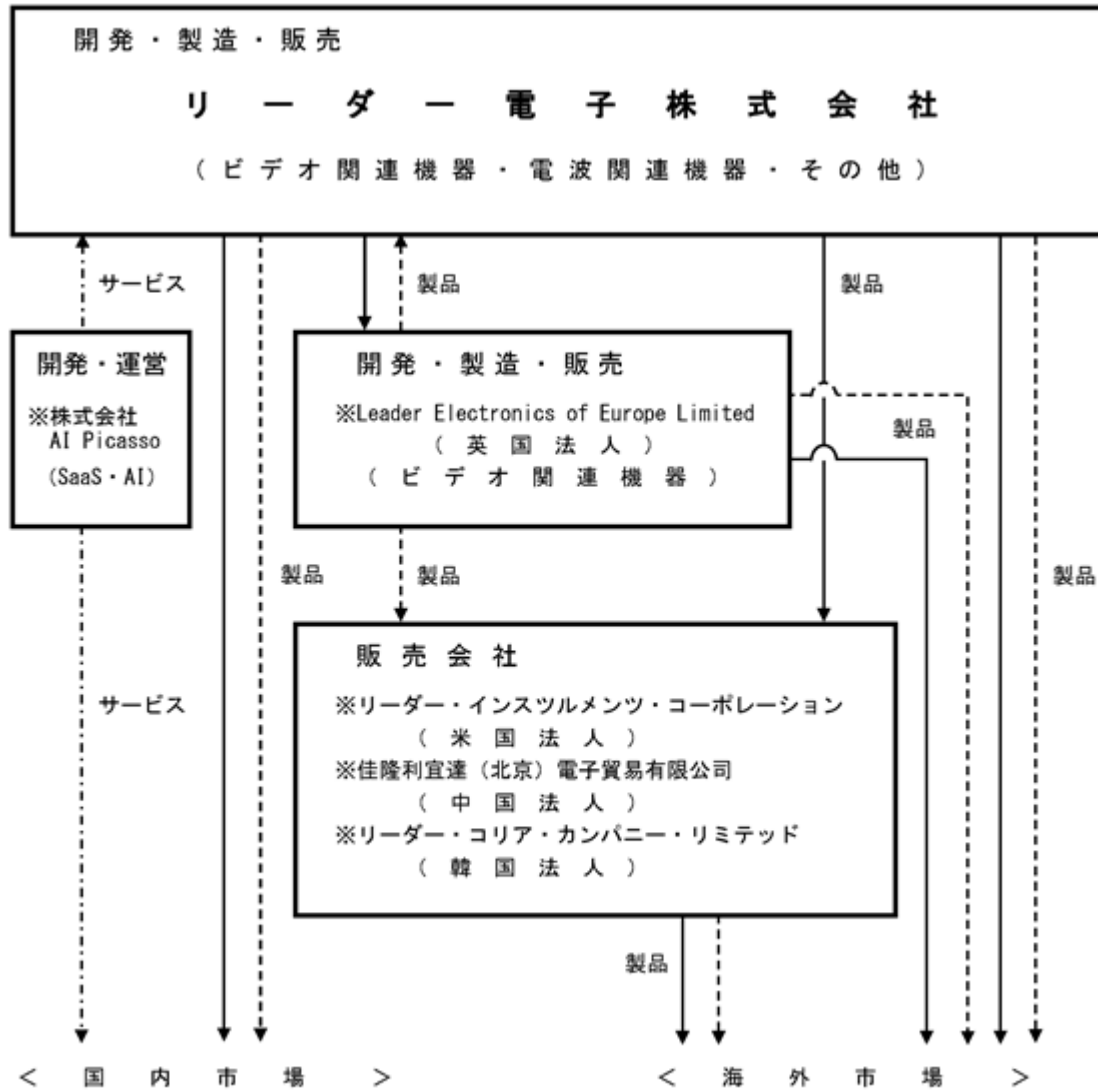 開発・製造・販売
リーダー電子株式会社
（ビデオ関連機器・電波関連機器・その他）
サービス
製品
製品
開発・運営
※株式会社
AI Picasso
（SaaS・AI）
開発・製造・販売
※Leader Electronics of Europe Limited
（英国法人）
（ビデオ関連機器）
製品
製品
製品
製品
サービス
販売会社
※リーダー・インスツルメンツ・コーポレーション
（米国法人）
※佳隆利宜達（北京）電子貿易有限公司
（中国法人）
※リーダー・コリア・カンパニー・リミテッド
（韓国法人）
製品
＜国内市場＞
＜海外市場＞